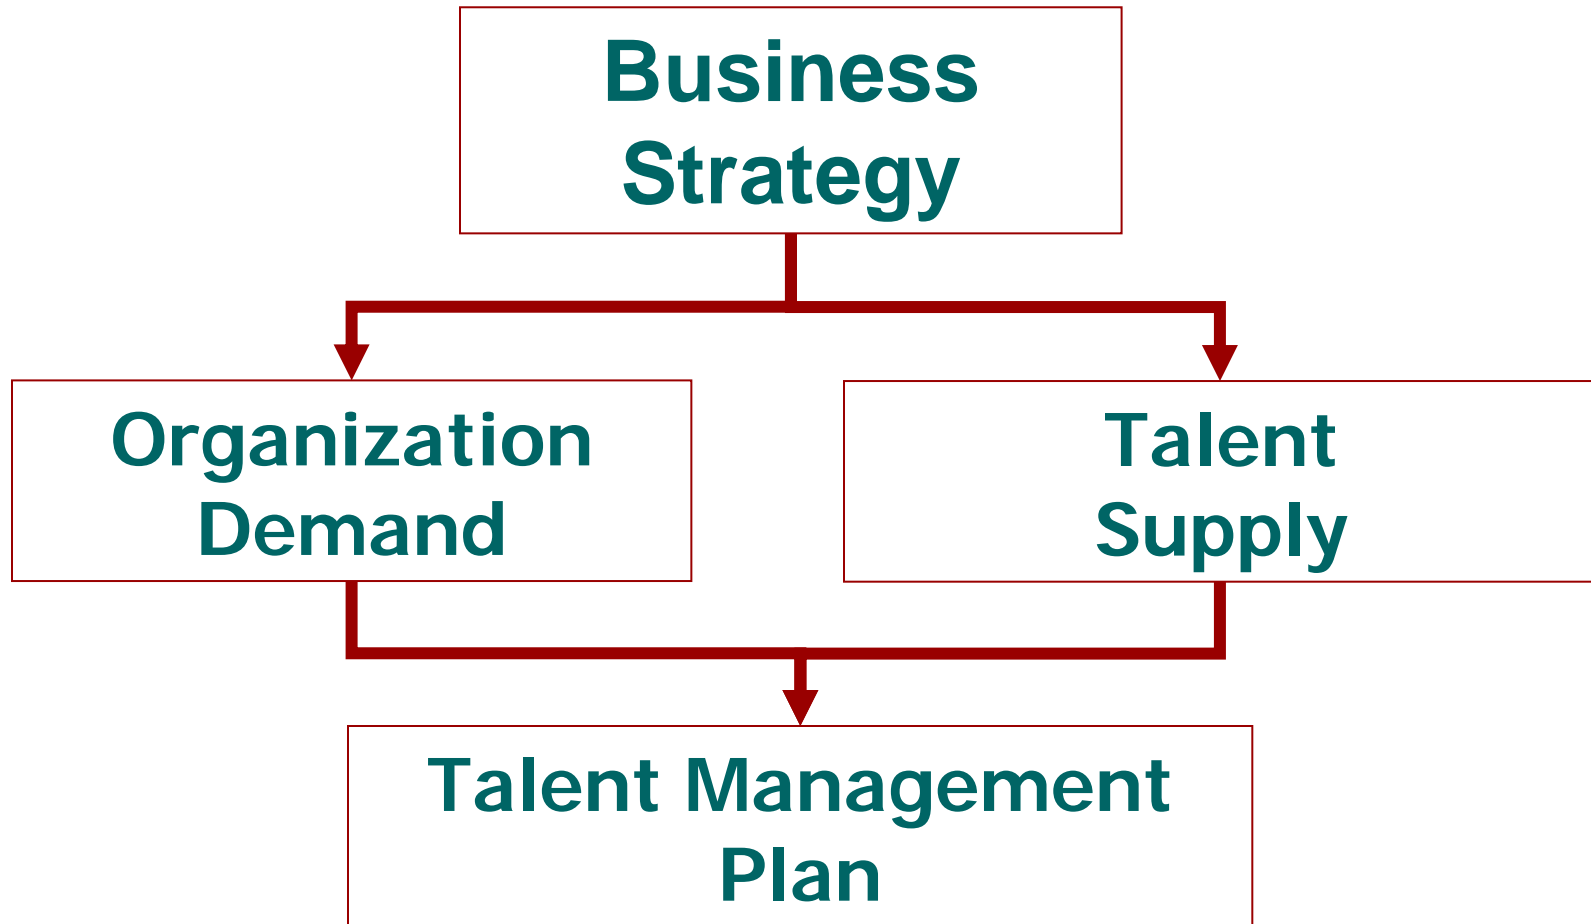 Business
Strategy
Organization
Demand
Talent
Supply
Talent Management
Plan